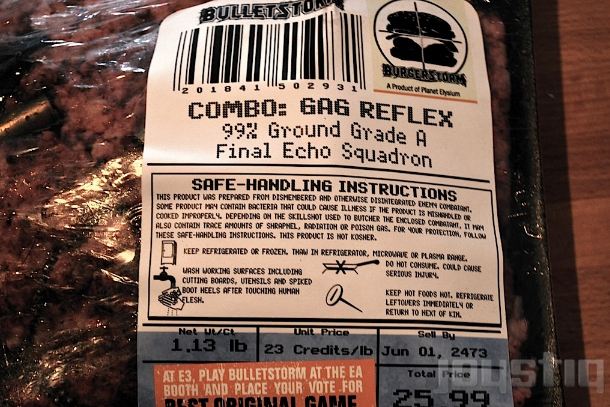 BULLETSTORM
201841 502931
BURGERSTORM
A Product of Planet Elysium
COMBO: GAG REFLEX
99% Ground Grade A
Final Echo Squadron
SAFE-HANDLING INSTRUCTIONS
THIS PRODUCT WAS PREPARED FROM DISMEMBERED AND OTHERWISE DISINTEGRATED ENEMY COMBATANT.
SOME PRODUCT MAY CONTAIN BACTERIA THAT COULD CAUSE ILLNESS IF THE PRODUCT IS MISHANDLED OR
COOKED IMPROPERLY. DEPENDING ON THE SKILLSHOT USED TO BUTCHER THE ENCLOSED COMBATANT, IT MAY
ALSO CONTAIN TRACE AMOUNTS OF SHRAPNEL, RADIATION OR POISON GAS. FOR YOUR PROTECTION, FOLLOW
THESE SAFE-HANDLING INSTRUCTIONS. THIS PRODUCT IS NOT KOSHER.
KEEP REFRIGERATED OR FROZEN. THAW IN REFRIGERATOR, MICROWAVE OR PLASMA RANGE.
WASH WORKING SURFACES INCLUDING
CUTTING BOARDS, UTENSILS AND SPIKED
BOOT HEELS AFTER TOUCHING HUMAN
FLESH.
DO NOT CONSUME. COULD CAUSE
SERIOUS INJURY.
KEEP HOT FOODS HOT. REFRIGERATE
LEFTOVERS IMMEDIATELY OR
RETURN TO NEXT OF KIN.
Net Wt/Ct
1.13 lb
Unit Price
23 Credits/lb
Sell By
Jun 01, 2473
Total Price
25.99
AT E3, PLAY BULLETSTORM AT THE EA
BOOTH AND PLACE YOUR VOTE FOR
BEST ORIGINAL GAME
joystiq